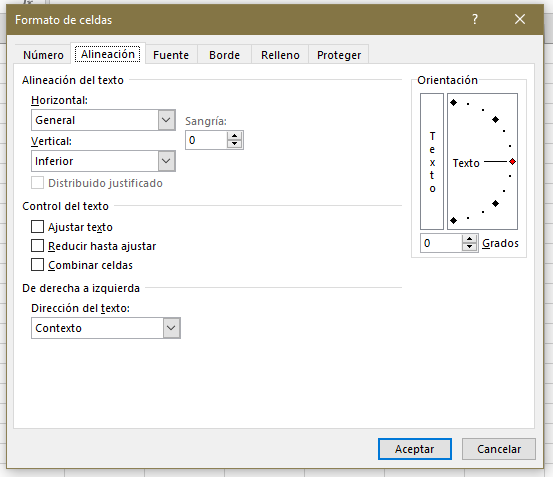 fx
Formato de celdas
?
Número Alineación Fuente Borde Relleno Proteger
Alineación del texto
Horizontal:
General
Sangría:
0
Vertical:
Inferior
Distribuido justificado
Control del texto
Ajustar texto
Reducir hasta ajustar
Combinar celdas
De derecha a izquierda
Dirección del texto:
Contexto
Orientación
T
e
x
t
o
Texto
0 Grados
Aceptar Cancelar